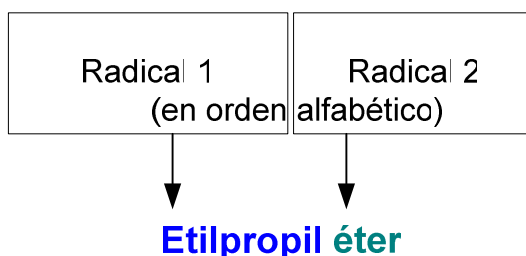 Radical 1 Radical 2
(en orden alfabético)
Etilpropil éter